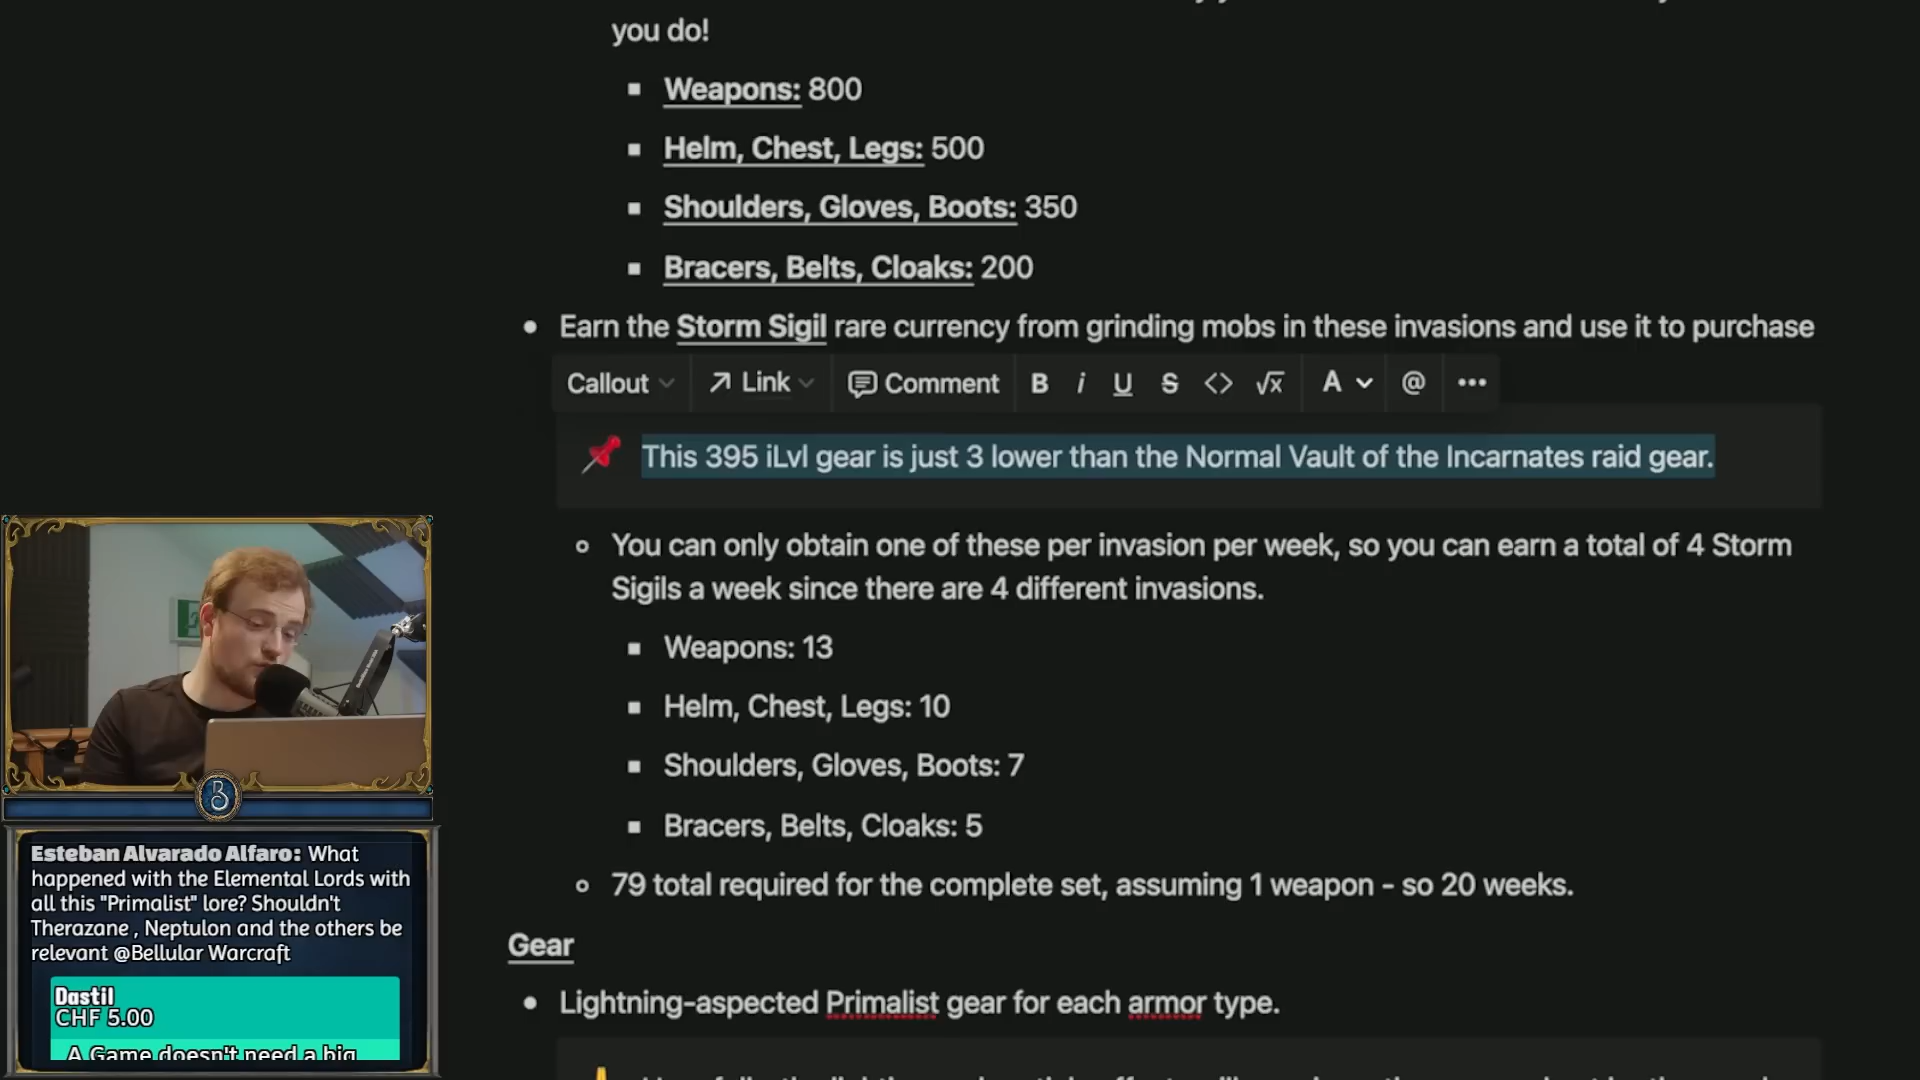 you do!
Weapons: 800
Helm, Chest, Legs: 500
Shoulders, Gloves, Boots: 350
Bracers, Belts, Cloaks: 200
Earn the Storm Sigil rare currency from grinding mobs in these invasions and use it to purchase
Callout Link Comment B i U S <> √x A @ •••
This 395 iLvl gear is just 3 lower than the Normal Vault of the Incarnates raid gear.
You can only obtain one of these per invasion per week, so you can earn a total of 4 Storm
Sigils a week since there are 4 different invasions.
Weapons: 13
Helm, Chest, Legs: 10
Shoulders, Gloves, Boots: 7
Bracers, Belts, Cloaks: 5
79 total required for the complete set, assuming 1 weapon - so 20 weeks.
Gear
Lightning-aspected Primalist gear for each armor type.
B
Esteban Alvarado Alfaro: What
happened with the Elemental Lords with
all this "Primalist" lore? Shouldn't
Therazane , Neptulon and the others be
relevant @Bellular Warcraft
Dastil
CHF 5.00
A Game doesn't need a big